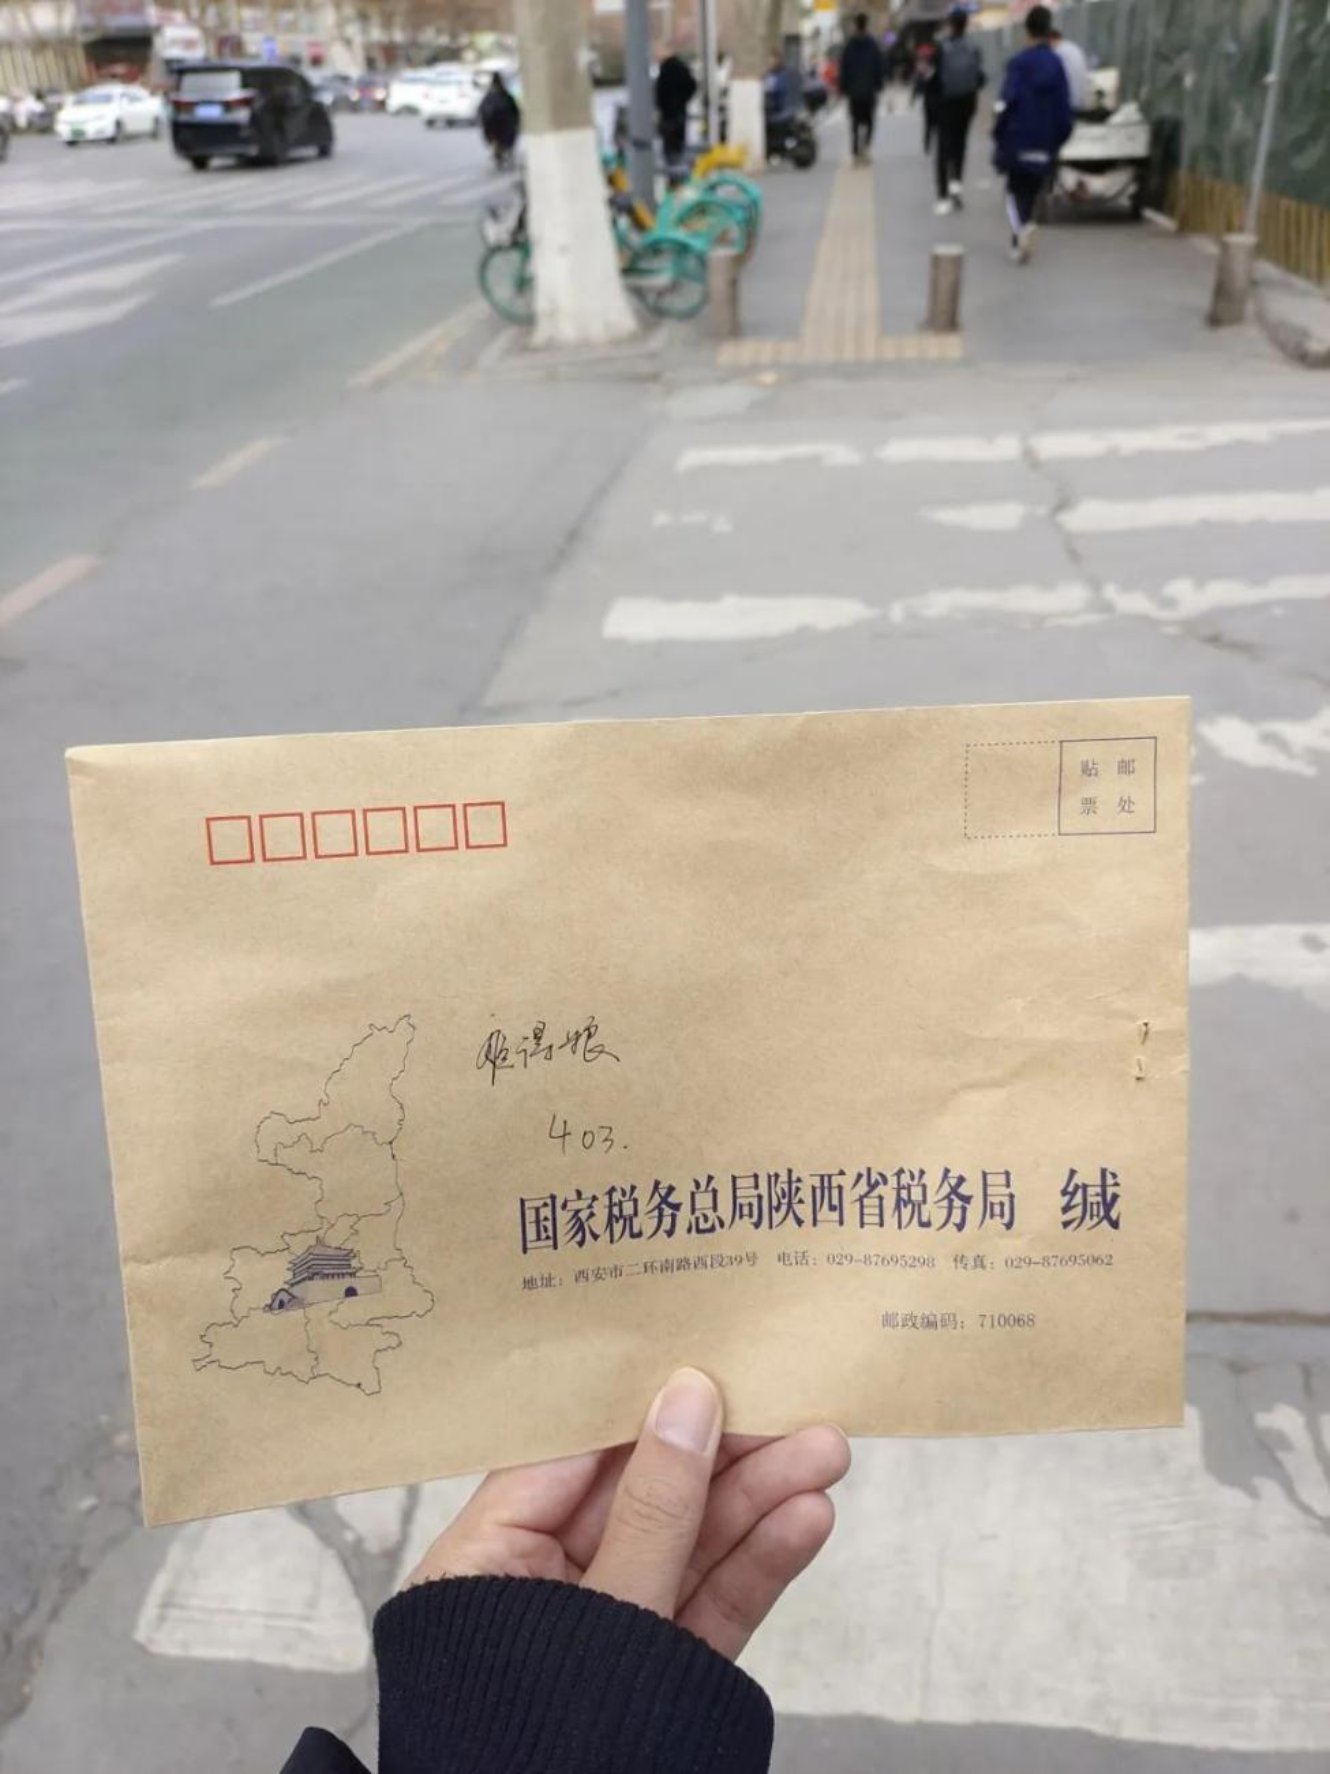 贴 邮
票 处
403.
国家税务总局陕西省税务局 缄
地址：西安市二环南路西段39号 电话：029-87695298 传真：029-87695062
邮政编码：710068